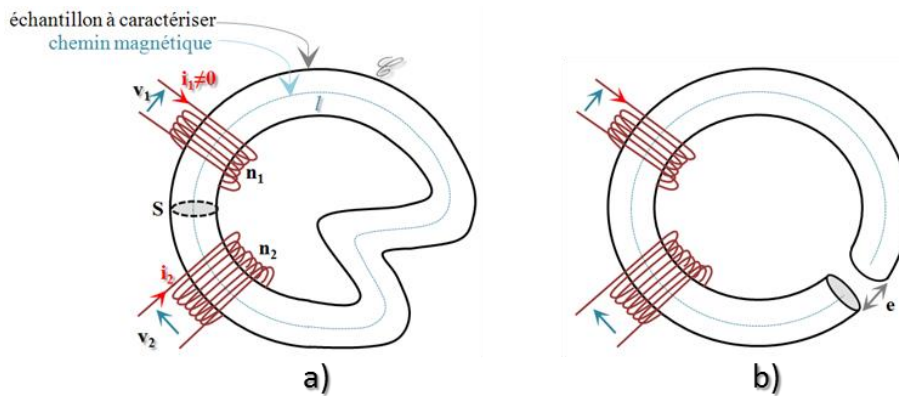 échantillon à caractériser
chemin magnétique
𝒞
i₁≠0
v₁
l
n₁
S
n₂
i₂
v₂
e
a)
b)